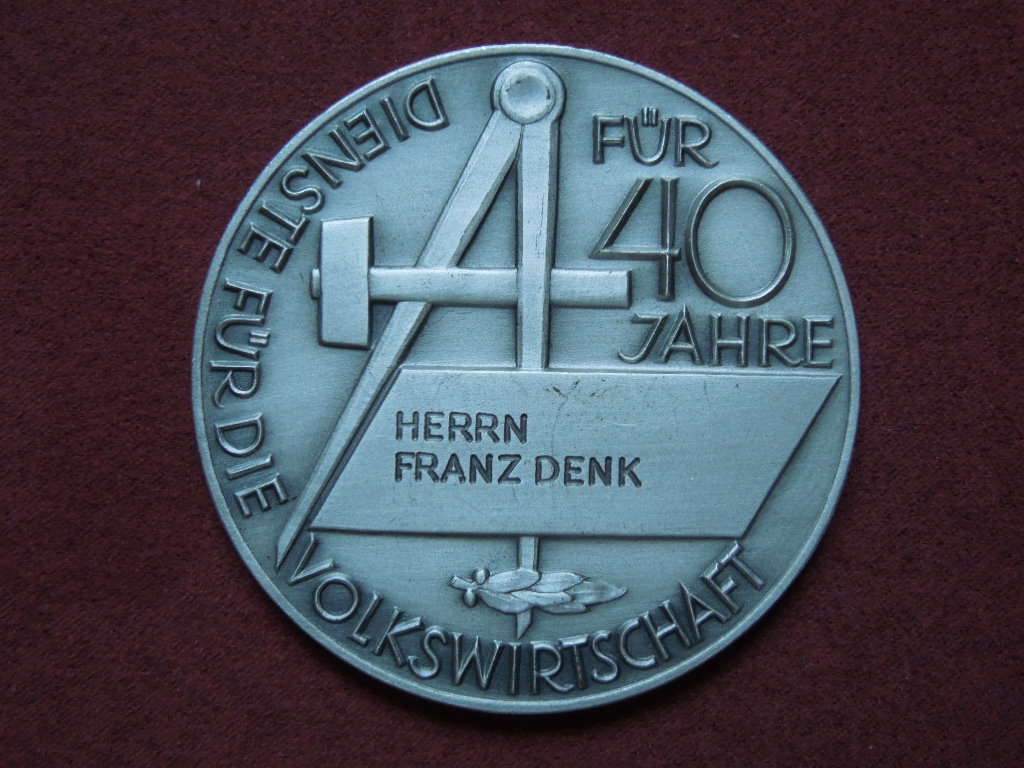 FÜR
40
JAHRE
DIENSTE FÜR DIE
VOLKSWIRTSCHAFT
HERRN
FRANZ DENK